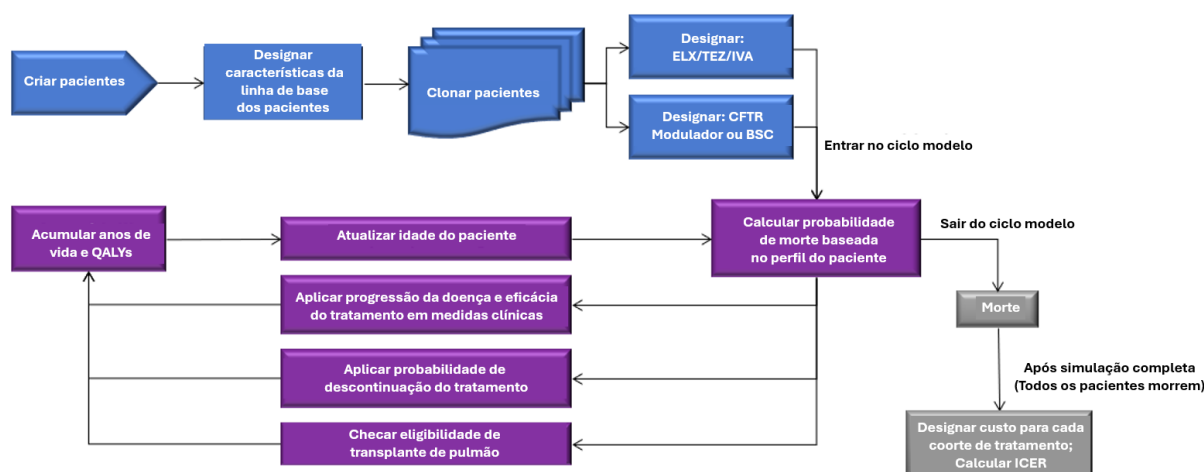 Criar pacientes
Designar
características da
linha de base
dos pacientes
Clonar pacientes
Designar:
ELX/TEZ/IVA
Designar: CFTR
Modulador ou BSC
Entrar no ciclo modelo
Acumular anos de
vida e QALYs
Atualizar idade do paciente
Calcular probabilidade
de morte baseada
no perfil do paciente
Sair do ciclo modelo
Aplicar progressão da doença e eficácia
do tratamento em medidas clínicas
Morte
Aplicar probabilidade de
descontinuação do tratamento
Após simulação completa
(Todos os pacientes morrem)
Checar eligibilidade de
transplante de pulmão
Designar custo para cada
coorte de tratamento;
Calcular ICER